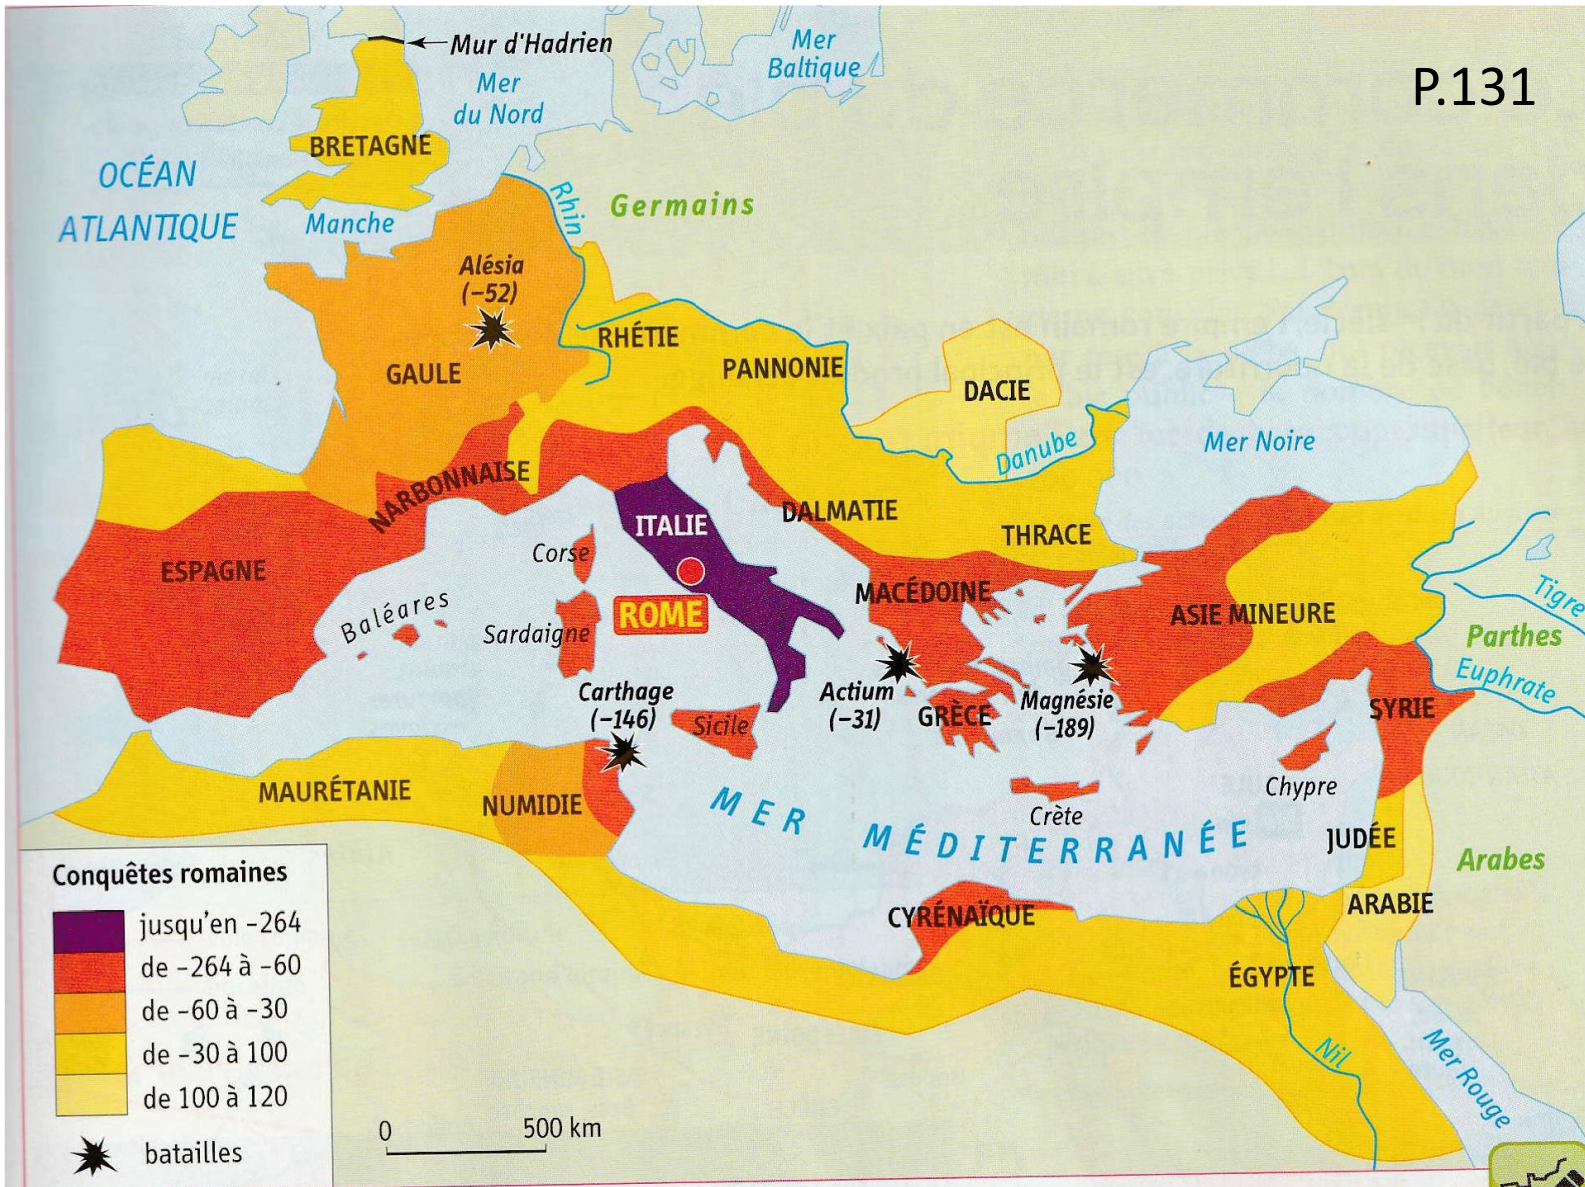 P.131
Mur d'Hadrien
Mer
Baltique
Mer
du Nord
BRETAGNE
OCÉAN
ATLANTIQUE
Manche
Rhin
Germains
Alésia
(–52)
GAULE
RHÉTIE
PANNONIE
DACIE
Danube
Mer Noire
NARBONNAISE
ITALIE
DALMATIE
THRACE
ESPAGNE
Corse
Baléares
Sardaigne
ROME
MACÉDOINE
ASIE MINEURE
Tigre
Parthes
Euphrate
Carthage
(–146)
Sicile
Actium
(–31)
GRÈCE
Magnésie
(–189)
SYRIE
Chypre
Crète
MAURÉTANIE
NUMIDIE
MER MÉDITERRANÉE
JUDÉE
Arabes
CYRÉNAÏQUE
ARABIE
ÉGYPTE
Nil
Mer Rouge
Conquêtes romaines
jusqu'en –264
de –264 à –60
de –60 à –30
de –30 à 100
de 100 à 120
batailles
0 500 km